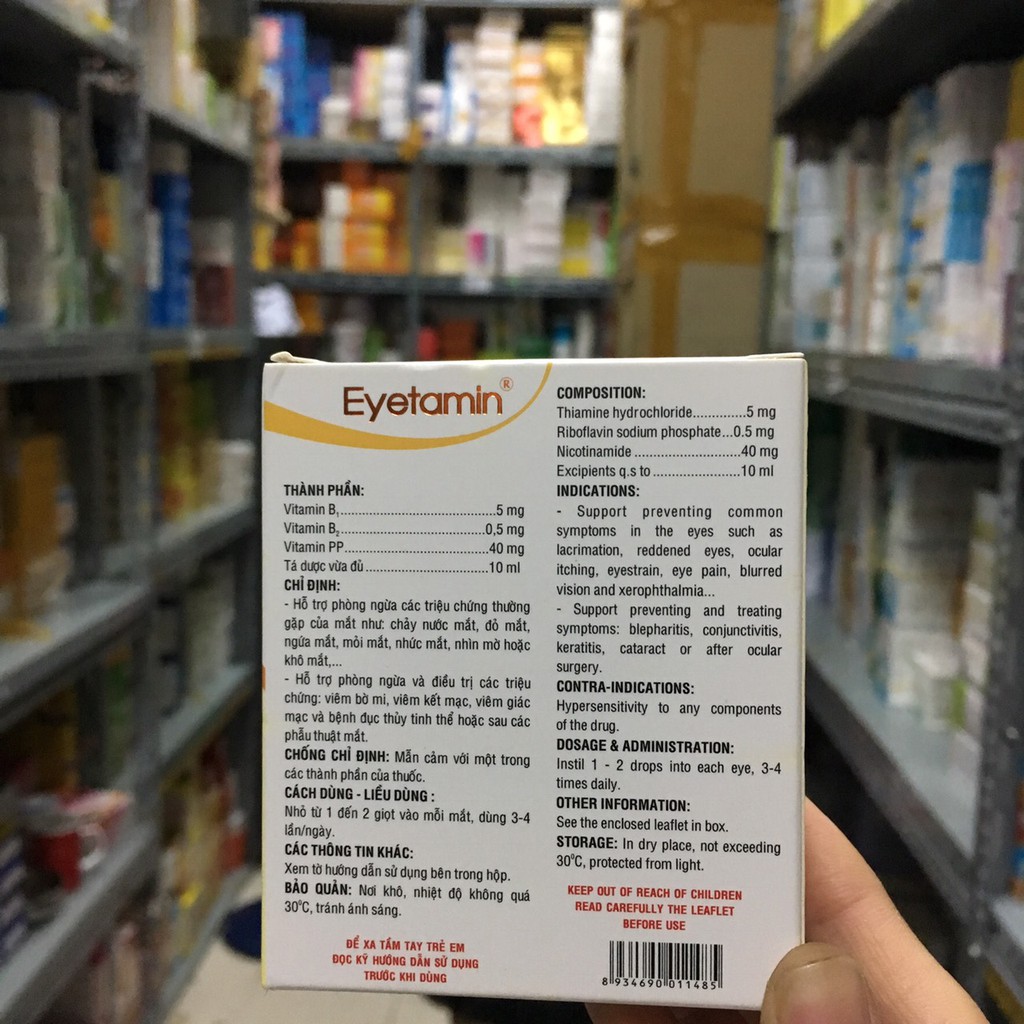 Eyetamin®
THÀNH PHẦN:
Vitamin B₁..........................................5 mg
Vitamin B₂.......................................0,5 mg
Vitamin PP.......................................40 mg
Tá dược vừa đủ.................................10 ml
CHỈ ĐỊNH:
- Hỗ trợ phòng ngừa các triệu chứng thường
gặp của mắt như: chảy nước mắt, đỏ mắt,
ngứa mắt, mỏi mắt, nhức mắt, nhìn mờ hoặc
khô mắt,...
- Hỗ trợ phòng ngừa và điều trị các triệu
chứng: viêm bờ mi, viêm kết mạc, viêm giác
mạc và bệnh đục thủy tinh thể hoặc sau các
phẫu thuật mắt.
CHỐNG CHỈ ĐỊNH: Mẫn cảm với một trong
các thành phần của thuốc.
CÁCH DÙNG - LIỀU DÙNG :
Nhỏ từ 1 đến 2 giọt vào mỗi mắt, dùng 3-4
lần/ngày.
CÁC THÔNG TIN KHÁC:
Xem tờ hướng dẫn sử dụng bên trong hộp.
BẢO QUẢN: Nơi khô, nhiệt độ không quá
30⁰C, tránh ánh sáng.
ĐỂ XA TẦM TAY TRẺ EM
ĐỌC KỸ HƯỚNG DẪN SỬ DỤNG
TRƯỚC KHI DÙNG
COMPOSITION:
Thiamine hydrochloride..............5 mg
Riboflavin sodium phosphate...0.5 mg
Nicotinamide ............................40 mg
Excipients q.s to .......................10 ml
INDICATIONS:
- Support preventing common
symptoms in the eyes such as
lacrimation, reddened eyes, ocular
itching, eyestrain, eye pain, blurred
vision and xerophthalmia...
- Support preventing and treating
symptoms: blepharitis, conjunctivitis,
keratitis, cataract or after ocular
surgery.
CONTRA-INDICATIONS:
Hypersensitivity to any components
of the drug.
DOSAGE & ADMINISTRATION:
Instil 1 - 2 drops into each eye, 3-4
times daily.
OTHER INFORMATION:
See the enclosed leaflet in box.
STORAGE: In dry place, not exceeding
30⁰C, protected from light.
KEEP OUT OF REACH OF CHILDREN
READ CAREFULLY THE LEAFLET
BEFORE USE
8 934690 011485